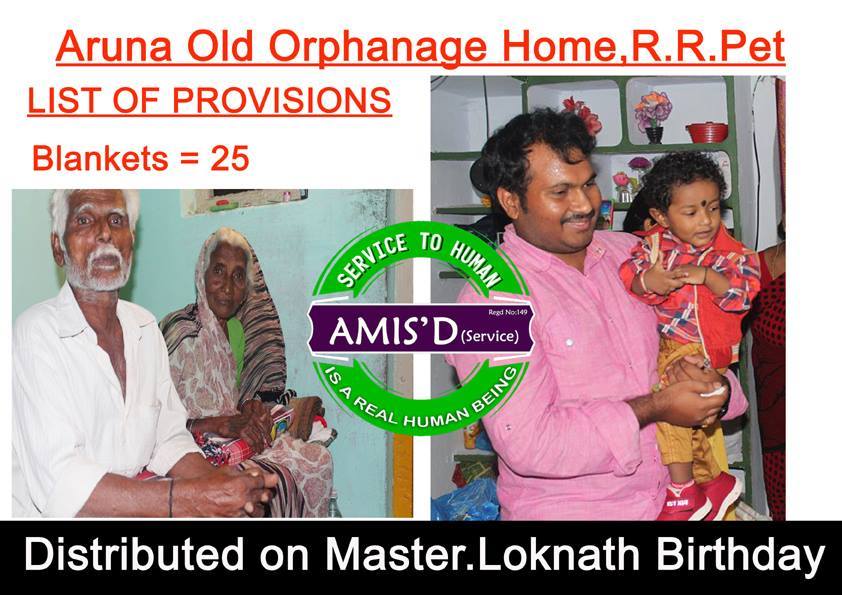 Aruna Old Orphanage Home,R.R.Pet
LIST OF PROVISIONS
Blankets = 25
SERVICE TO HUMAN
Regd No:149
AMIS'D (Service)
IS A REAL HUMAN BEING
Distributed on Master.Loknath Birthday